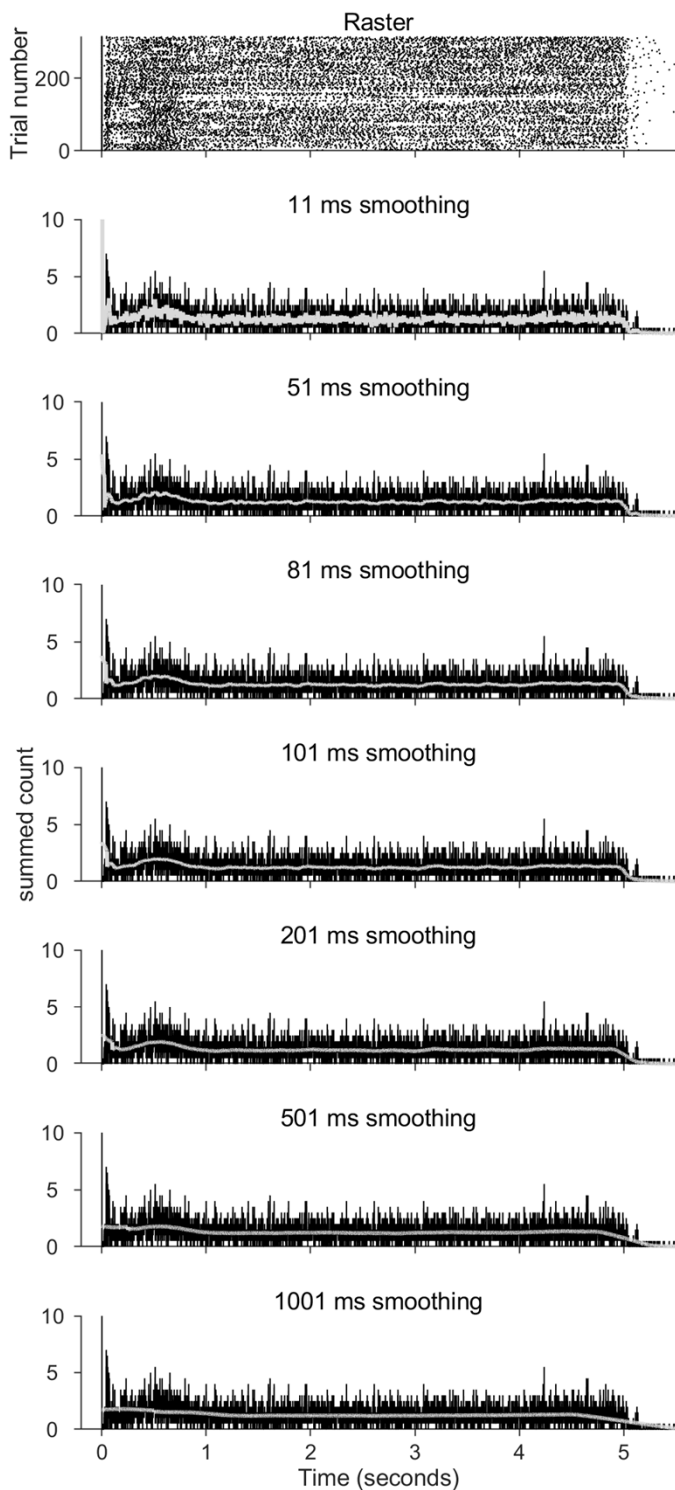 Raster
Trial number
200
0
11 ms smoothing
10
5
0
51 ms smoothing
10
5
0
81 ms smoothing
10
5
0
101 ms smoothing
10
5
0
summed count
201 ms smoothing
10
5
0
501 ms smoothing
10
5
0
1001 ms smoothing
10
5
0
0 1 2 3 4 5
Time (seconds)